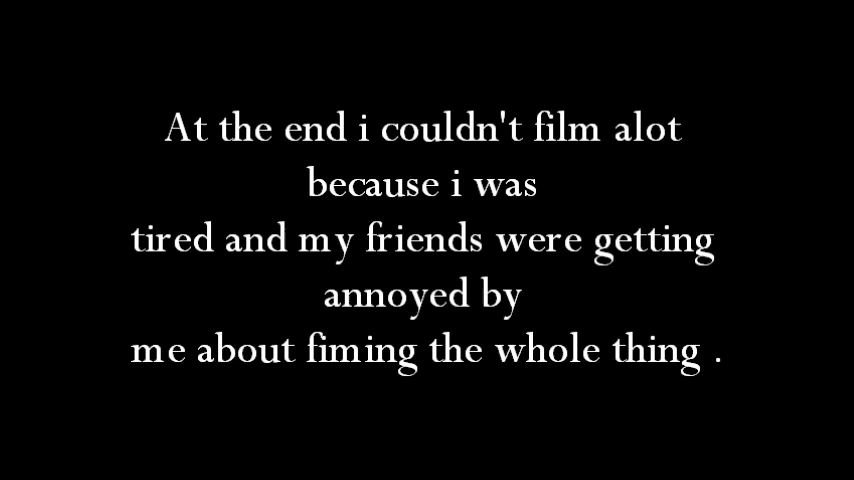 At the end i couldn't film alot
because i was
tired and my friends were getting
annoyed by
me about fiming the whole thing .